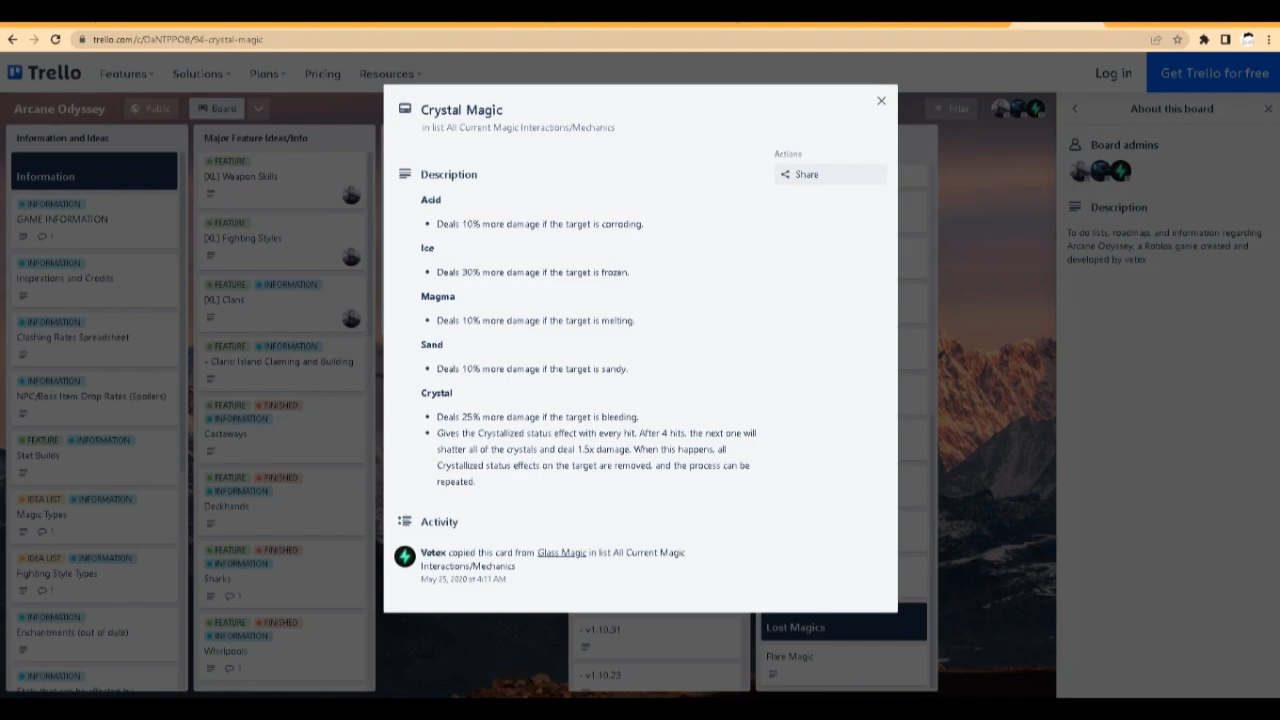 trello.com/c/DaNTPPOB/94-crystal-magic
Trello
Features
Solutions
Plans
Pricing
Resources
Log in
Get Trello for free
Arcane Odyssey
Public
Board
Filter
Information and Ideas
Information
INFORMATION
GAME INFORMATION
1
INFORMATION
Inspirations and Credits
INFORMATION
Clashing Rates Spreadsheet
INFORMATION
NPC/Boss Item Drop Rates (Spoilers)
FEATURE INFORMATION
Stat Builds
IDEA LIST INFORMATION
Magic Types
1
IDEA LIST INFORMATION
Fighting Style Types
1
INFORMATION
Enchantments (out of date)
INFORMATION
Stats that can be affected by
Major Feature Ideas/Info
FEATURE
[XL] Weapon Skills
FEATURE
[XL] Fighting Styles
FEATURE INFORMATION
[XL] Clans
FEATURE INFORMATION
- Clans: Island Claiming and Building
FEATURE FINISHED
INFORMATION
Castaways
FEATURE FINISHED
INFORMATION
Deckhands
FEATURE FINISHED
INFORMATION
Sharks
1
FEATURE FINISHED
INFORMATION
Whirlpools
1
Crystal Magic
in list All Current Magic Interactions/Mechanics
Actions
Share
Description
Acid
• Deals 10% more damage if the target is corroding.
Ice
• Deals 30% more damage if the target is frozen.
Magma
• Deals 10% more damage if the target is melting.
Sand
• Deals 10% more damage if the target is sandy.
Crystal
• Deals 25% more damage if the target is bleeding.
• Gives the Crystallized status effect with every hit. After 4 hits, the next one will
shatter all of the crystals and deal 1.5x damage. When this happens, all
Crystallized status effects on the target are removed, and the process can be
repeated.
Activity
Vetex copied this card from Glass Magic in list All Current Magic
Interactions/Mechanics
May 25, 2020 at 4:11 AM
- v1.10.31
- v1.10.23
Lost Magics
Flare Magic
About this board
Board admins
Description
To do lists, roadmap, and information regarding
Arcane Odyssey, a Roblox game created and
developed by vetex